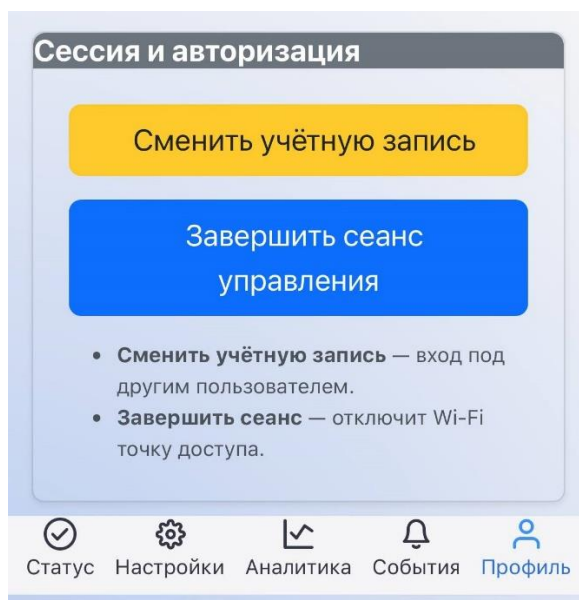 Сессия и авторизация
Сменить учётную запись
Завершить сеанс
управления
• Сменить учётную запись — вход под
другим пользователем.
• Завершить сеанс — отключит Wi-Fi
точку доступа.
Статус Настройки Аналитика События Профиль